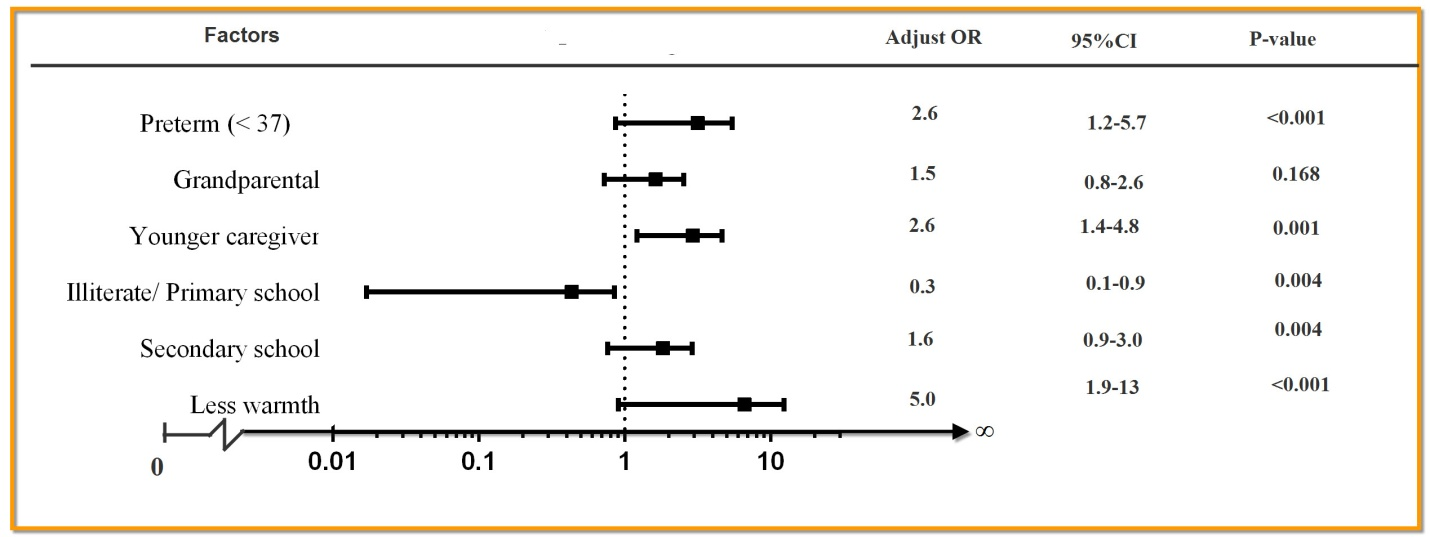 Factors Adjust OR 95%CI P-value
Preterm (< 37) 2.6 1.2-5.7 <0.001
Grandparental 1.5 0.8-2.6 0.168
Younger caregiver 2.6 1.4-4.8 0.001
Illiterate/ Primary school 0.3 0.1-0.9 0.004
Secondary school 1.6 0.9-3.0 0.004
Less warmth 5.0 1.9-13 <0.001
∞
0 0.01 0.1 1 10